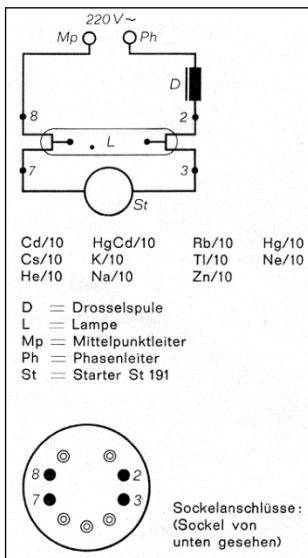 220 V~
Mp Ph
D
8 2
L
7 3
St
Cd/10 HgCd/10 Rb/10 Hg/10
Cs/10 K/10 Tl/10 Ne/10
He/10 Na/10 Zn/10
D = Drosselspule
L = Lampe
Mp = Mittelpunktleiter
Ph = Phasenleiter
St = Starter St 191
8 2
7 3
Sockelanschlüsse:
(Sockel von
unten gesehen)